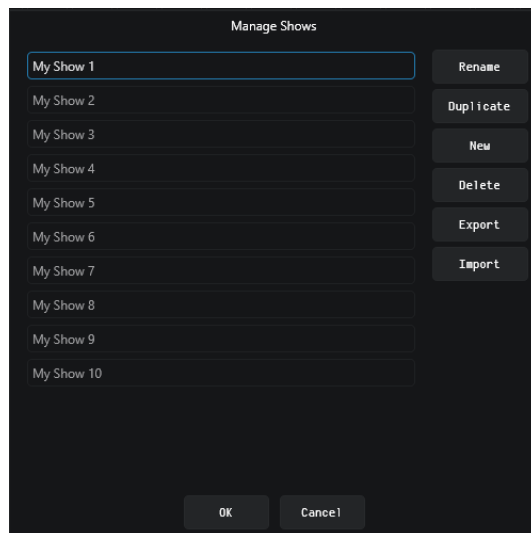 Manage Shows
My Show 1
My Show 2
My Show 3
My Show 4
My Show 5
My Show 6
My Show 7
My Show 8
My Show 9
My Show 10
Rename
Duplicate
New
Delete
Export
Import
OK
Cancel